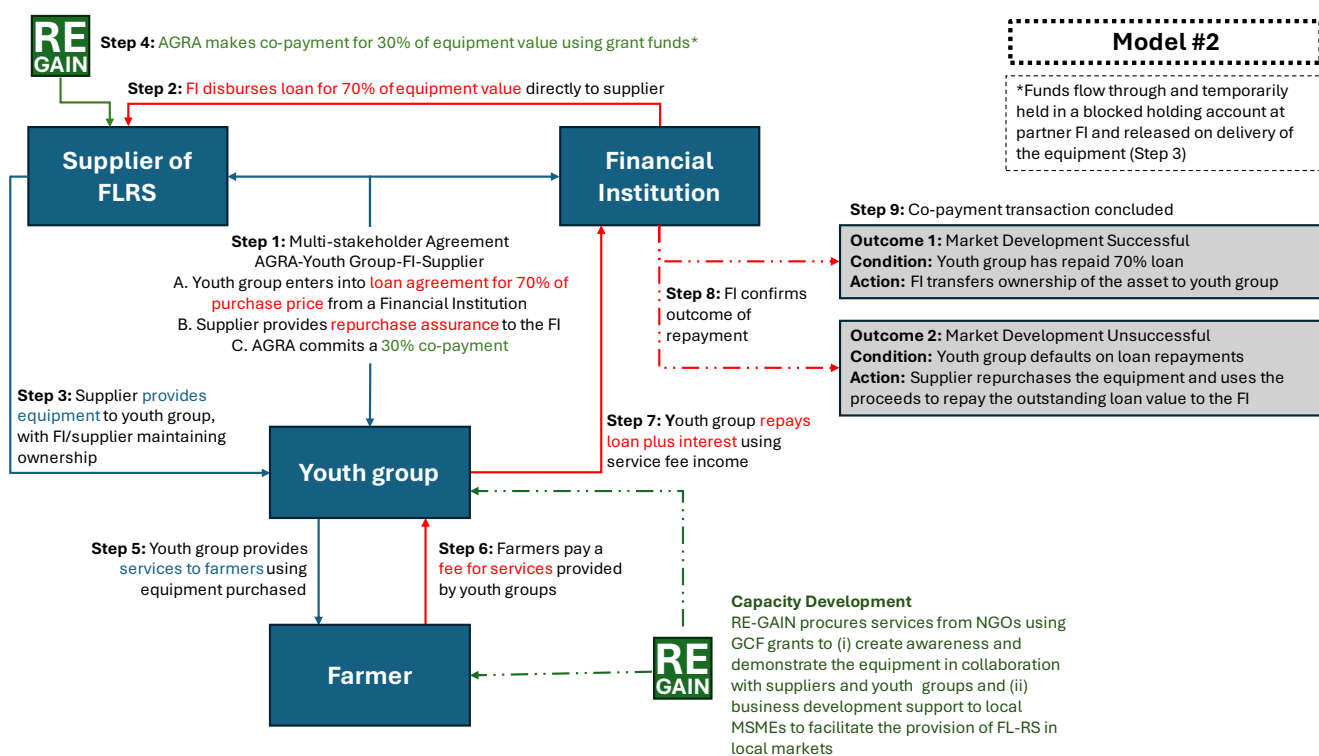 RE
GAIN
Step 4: AGRA makes co-payment for 30% of equipment value using grant funds*
Model #2
*Funds flow through and temporarily
held in a blocked holding account at
partner FI and released on delivery of
the equipment (Step 3)
Step 2: FI disburses loan for 70% of equipment value directly to supplier
Supplier of
FLRS
Financial
Institution
Step 1: Multi-stakeholder Agreement
AGRA-Youth Group-FI-Supplier
A. Youth group enters into loan agreement for 70% of
purchase price from a Financial Institution
B. Supplier provides repurchase assurance to the FI
C. AGRA commits a 30% co-payment
Step 9: Co-payment transaction concluded
Outcome 1: Market Development Successful
Condition: Youth group has repaid 70% loan
Action: FI transfers ownership of the asset to youth group
Step 8: FI confirms
outcome of
repayment
Outcome 2: Market Development Unsuccessful
Condition: Youth group defaults on loan repayments
Action: Supplier repurchases the equipment and uses the
proceeds to repay the outstanding loan value to the FI
Step 3: Supplier provides
equipment to youth group,
with FI/supplier maintaining
ownership
Step 7: Youth group repays
loan plus interest using
service fee income
Youth group
Step 5: Youth group provides
services to farmers using
equipment purchased
Step 6: Farmers pay a
fee for services provided
by youth groups
Farmer
RE
GAIN
Capacity Development
RE-GAIN procures services from NGOs using
GCF grants to (i) create awareness and
demonstrate the equipment in collaboration
with suppliers and youth groups and (ii)
business development support to local
MSMEs to facilitate the provision of FL-RS in
local markets